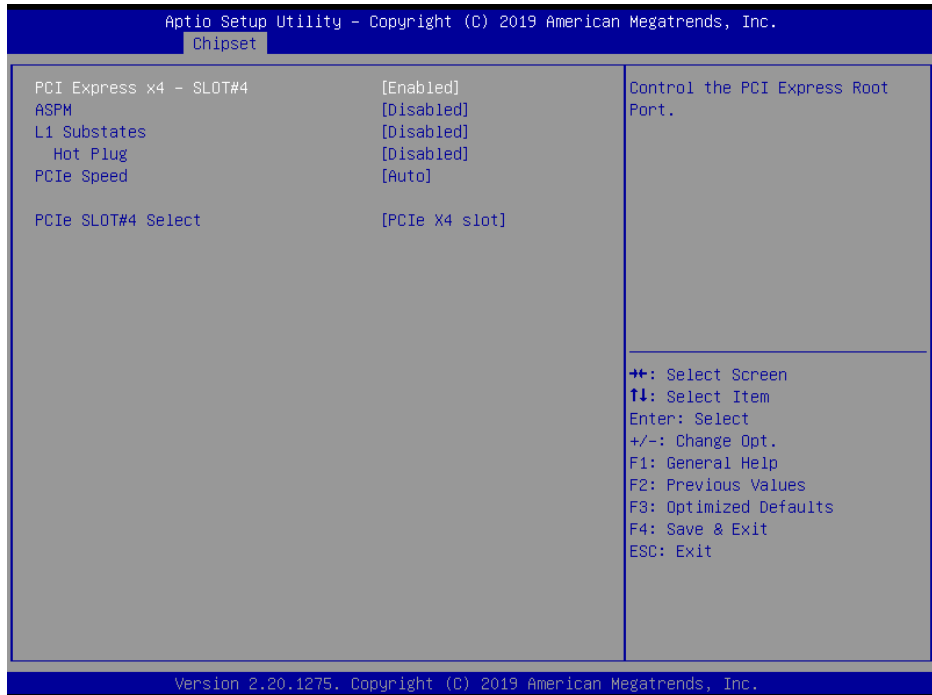 Aptio Setup Utility – Copyright (C) 2019 American Megatrends, Inc.
Chipset
PCI Express x4 – SLOT#4 [Enabled]
ASPM [Disabled]
L1 Substates [Disabled]
Hot Plug [Disabled]
PCIe Speed [Auto]
PCIe SLOT#4 Select [PCIe X4 slot]
Control the PCI Express Root
Port.
→←: Select Screen
↑↓: Select Item
Enter: Select
+/-: Change Opt.
F1: General Help
F2: Previous Values
F3: Optimized Defaults
F4: Save & Exit
ESC: Exit
Version 2.20.1275. Copyright (C) 2019 American Megatrends, Inc.